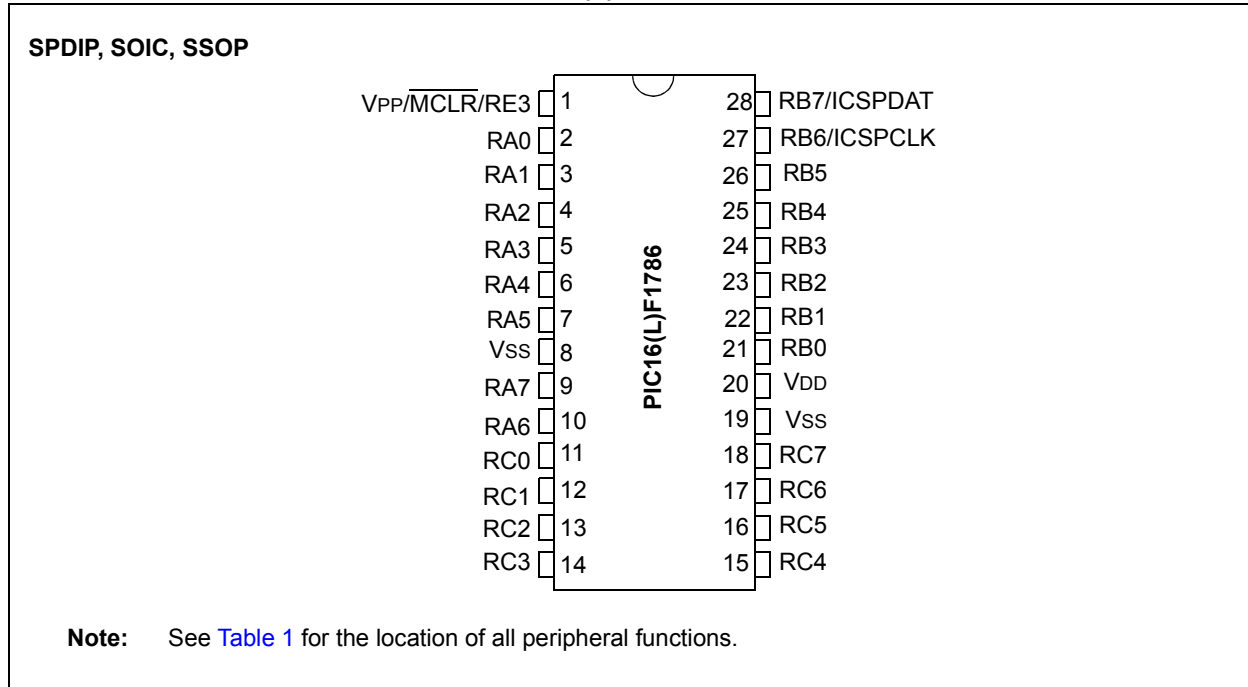 SPDIP, SOIC, SSOP
VPP/MCLR/RE3 1 28 RB7/ICSPDAT
RA0 2 27 RB6/ICSPCLK
RA1 3 26 RB5
RA2 4 25 RB4
RA3 5 24 RB3
RA4 6 23 RB2
RA5 7 22 RB1
VSS 8 21 RB0
RA7 9 20 VDD
RA6 10 19 VSS
RC0 11 18 RC7
RC1 12 17 RC6
RC2 13 16 RC5
RC3 14 15 RC4
PIC16(L)F1786
Note: See Table 1 for the location of all peripheral functions.